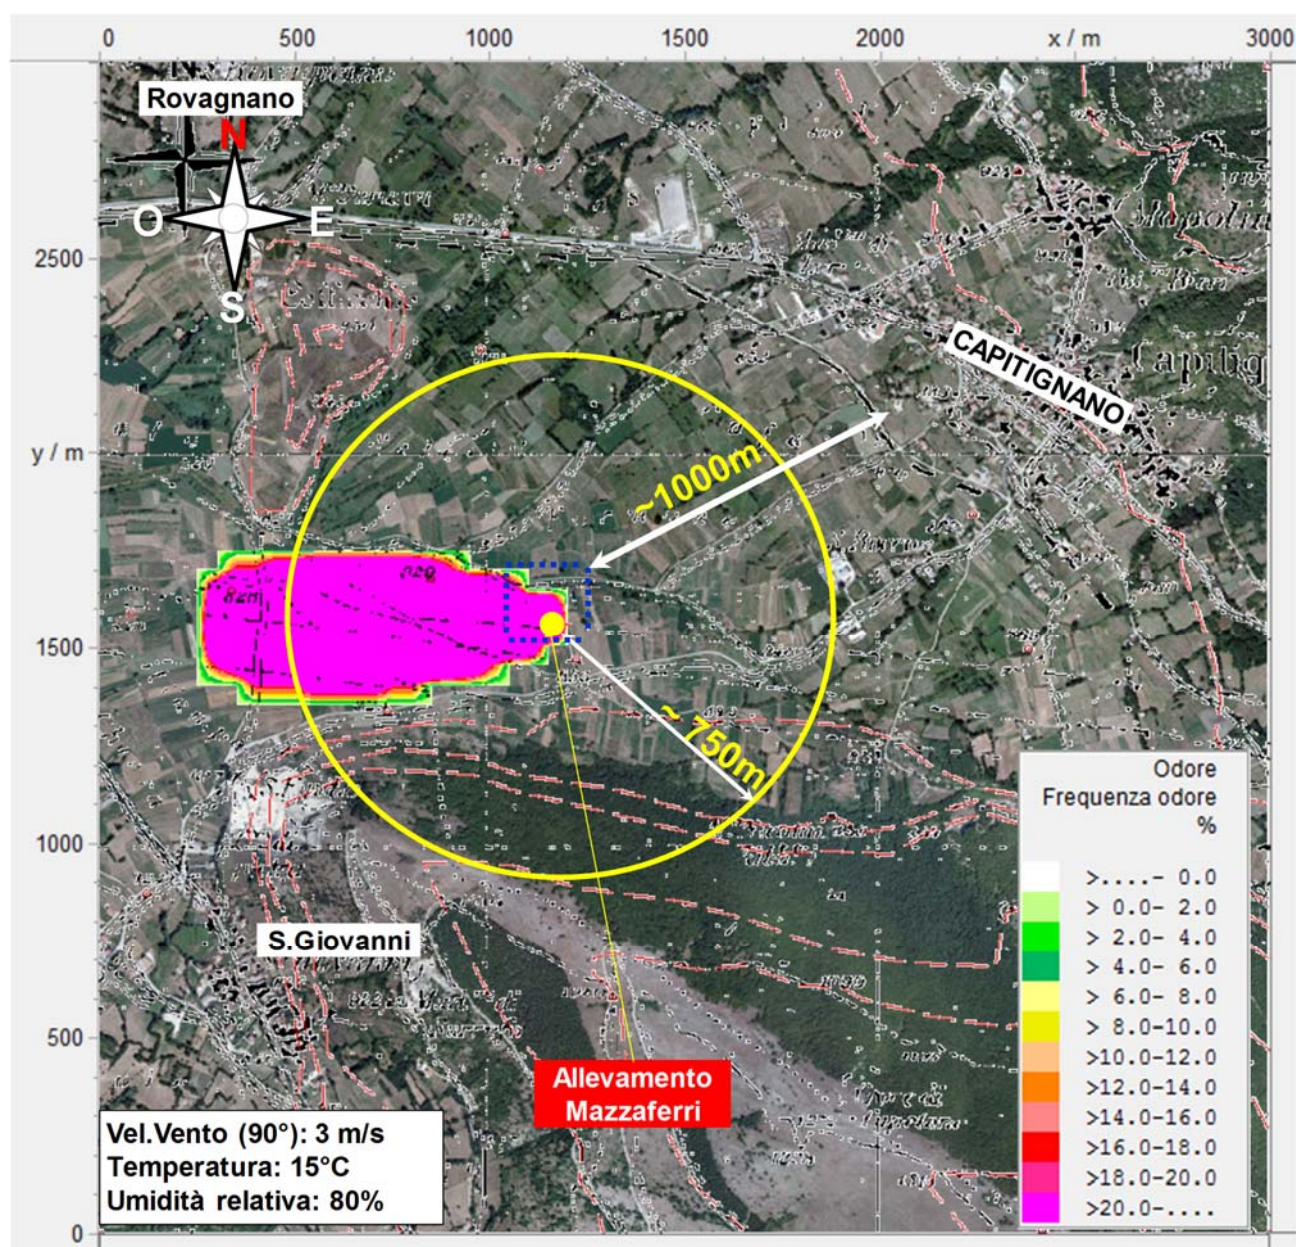 0 500 1000 1500 2000 x / m 3000
Rovagnano
N
O E
S
2500
CAPITIGNANO
y / m
~1000m
820
1500
~ 750m
Odore
Frequenza odore
%
1000
>....- 0.0
> 0.0- 2.0
> 2.0- 4.0
> 4.0- 6.0
> 6.0- 8.0
> 8.0-10.0
>10.0-12.0
>12.0-14.0
>14.0-16.0
>16.0-18.0
>18.0-20.0
>20.0-....
S.Giovanni
500
Allevamento
Mazzaferri
Vel.Vento (90°): 3 m/s
Temperatura: 15°C
Umidità relativa: 80%
0